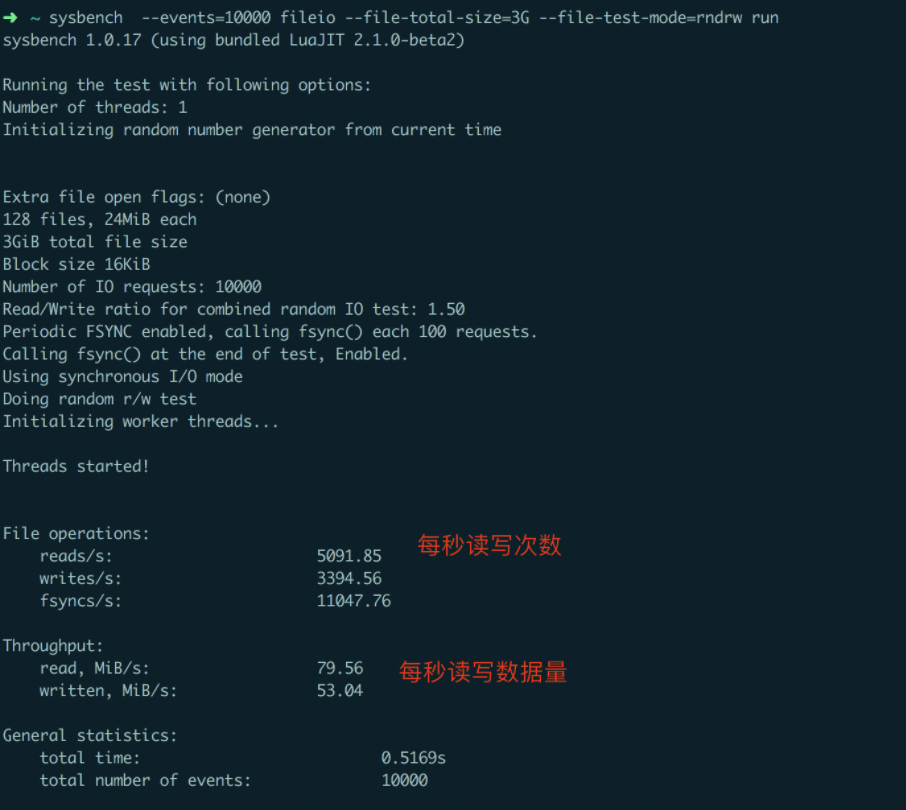 ➜ ~ sysbench --events=10000 fileio --file-total-size=3G --file-test-mode=rndrw run
sysbench 1.0.17 (using bundled LuaJIT 2.1.0-beta2)
Running the test with following options:
Number of threads: 1
Initializing random number generator from current time
Extra file open flags: (none)
128 files, 24MiB each
3GiB total file size
Block size 16KiB
Number of IO requests: 10000
Read/Write ratio for combined random IO test: 1.50
Periodic FSYNC enabled, calling fsync() each 100 requests.
Calling fsync() at the end of test, Enabled.
Using synchronous I/O mode
Doing random r/w test
Initializing worker threads...
Threads started!
File operations:
每秒读写次数
reads/s: 5091.85
writes/s: 3394.56
fsyncs/s: 11047.76
Throughput:
read, MiB/s: 79.56 每秒读写数据量
written, MiB/s: 53.04
General statistics:
total time: 0.5169s
total number of events: 10000